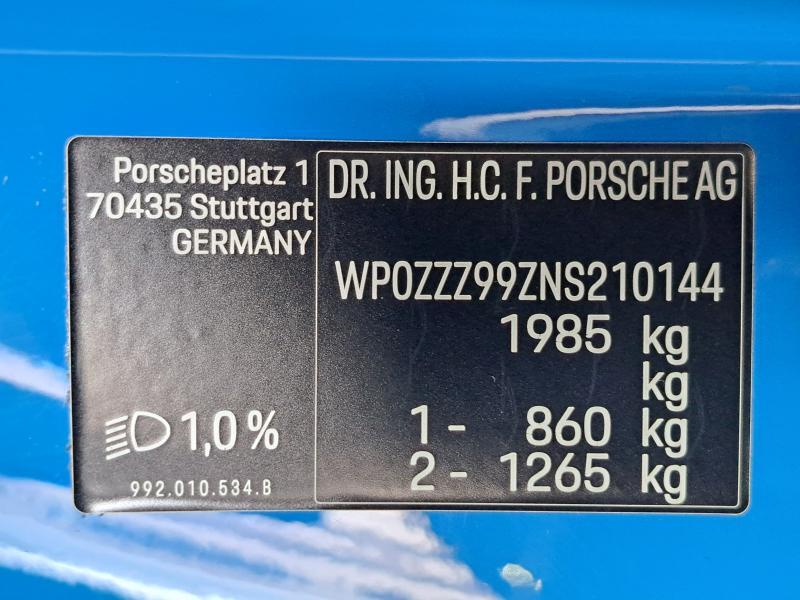 Porscheplatz 1
70435 Stuttgart
GERMANY
1,0%
992.010.534.B
DR. ING. H.C. F. PORSCHE AG
WP0ZZZ99ZNS210144
1985 kg
kg
1- 860 kg
2- 1265 kg